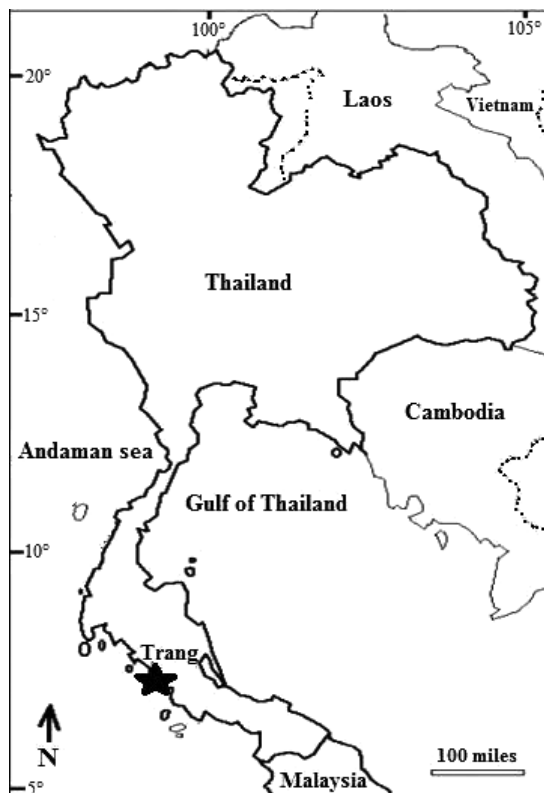 100°
105°
20°
Laos
Vietnam
Thailand
15°
Cambodia
Andaman sea
Gulf of Thailand
10°
Trang
N
100 miles
Malaysia
5°